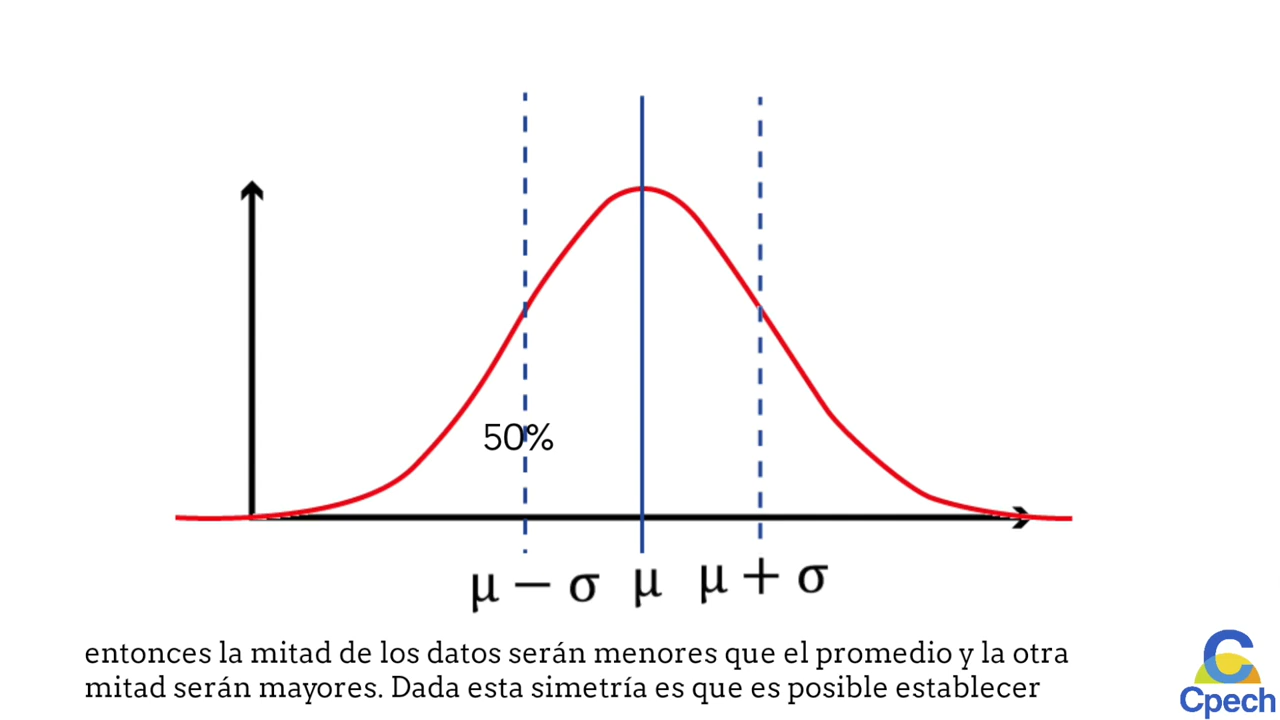 50%
μ − σ μ μ + σ
entonces la mitad de los datos serán menores que el promedio y la otra
mitad serán mayores. Dada esta simetría es que es posible establecer
Cpech